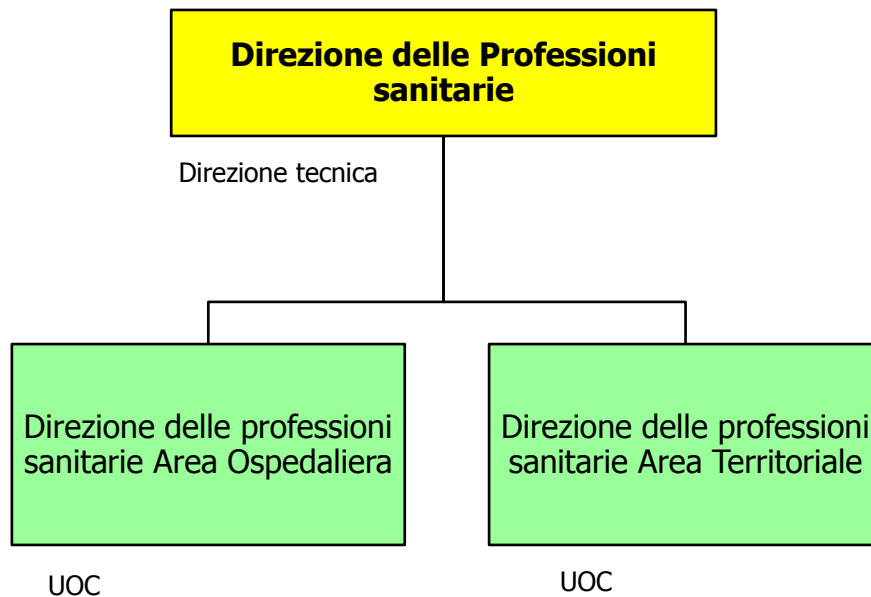 Direzione delle Professioni
sanitarie
Direzione tecnica
Direzione delle professioni
sanitarie Area Ospedaliera
Direzione delle professioni
sanitarie Area Territoriale
UOC
UOC